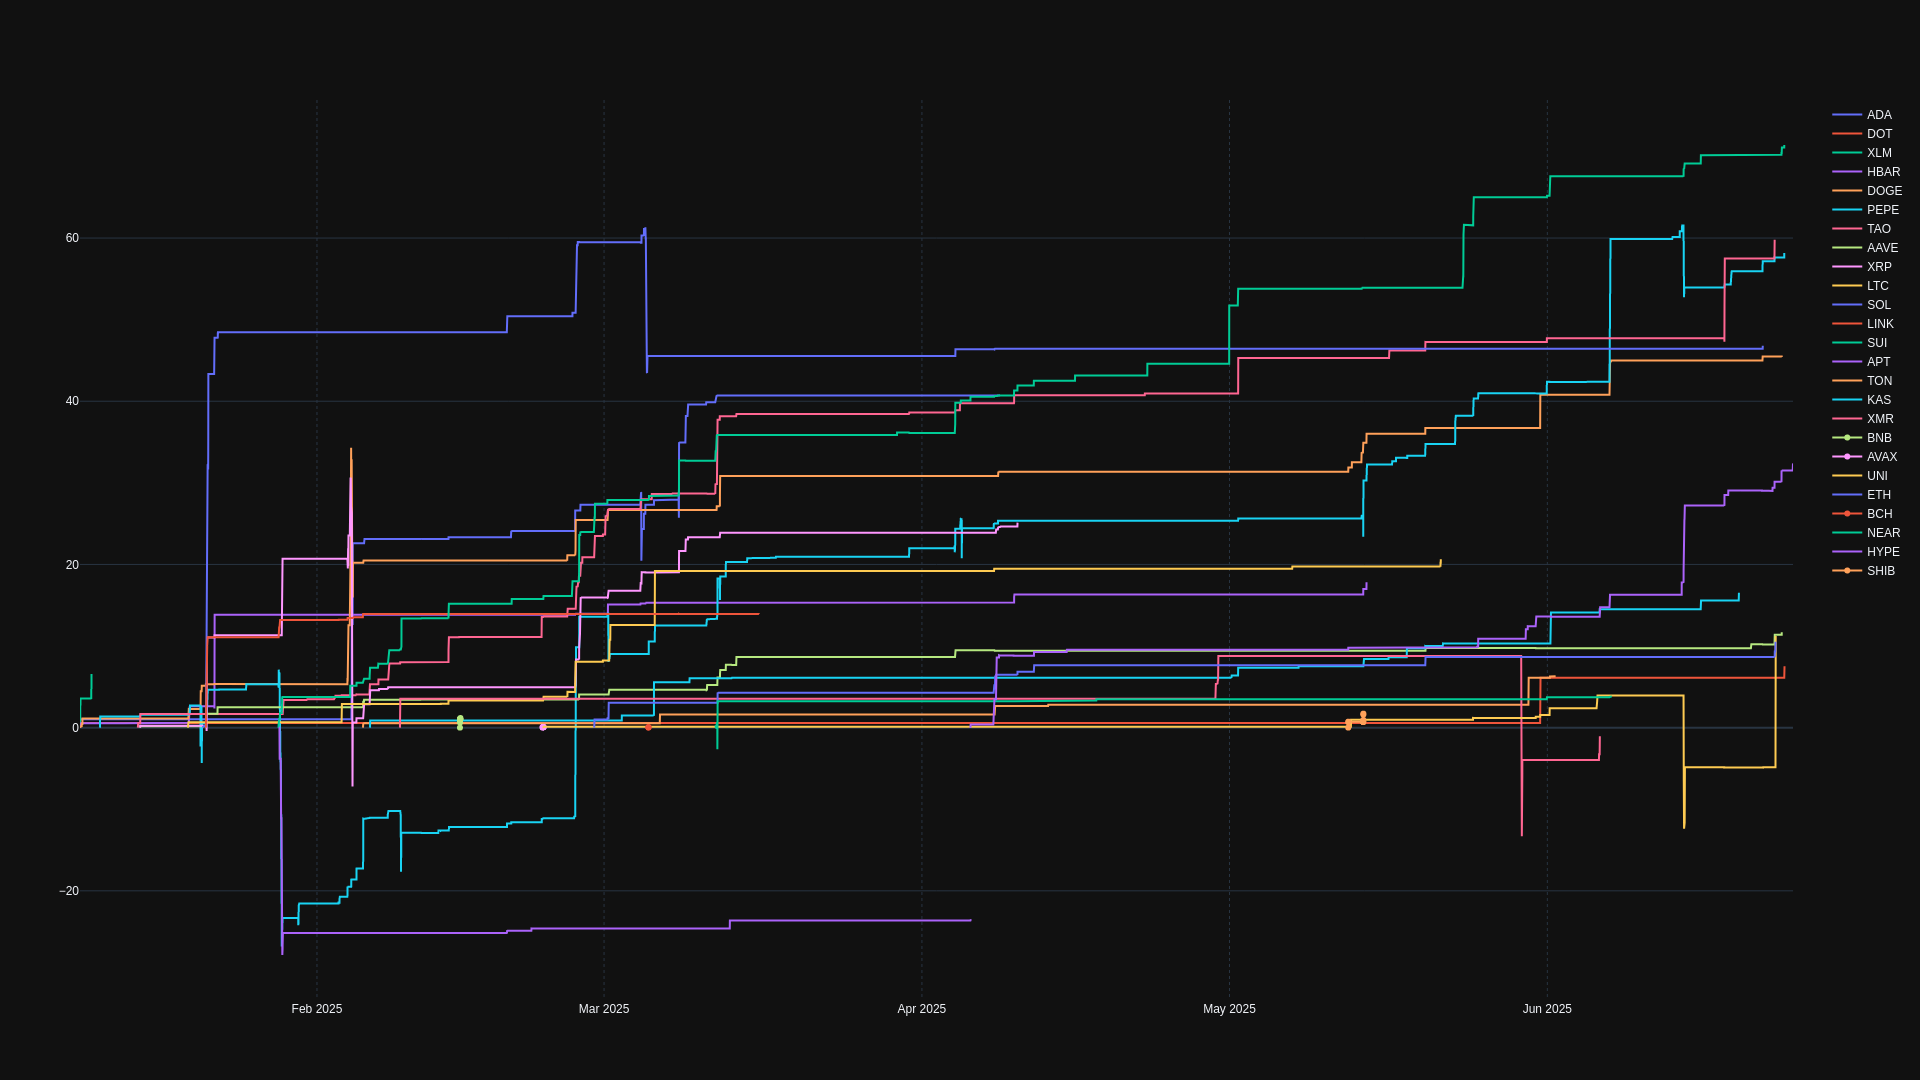 60
40
20
0
−20
Feb 2025
Mar 2025
Apr 2025
May 2025
Jun 2025
ADA
DOT
XLM
HBAR
DOGE
PEPE
TAO
AAVE
XRP
LTC
SOL
LINK
SUI
APT
TON
KAS
XMR
BNB
AVAX
UNI
ETH
BCH
NEAR
HYPE
SHIB